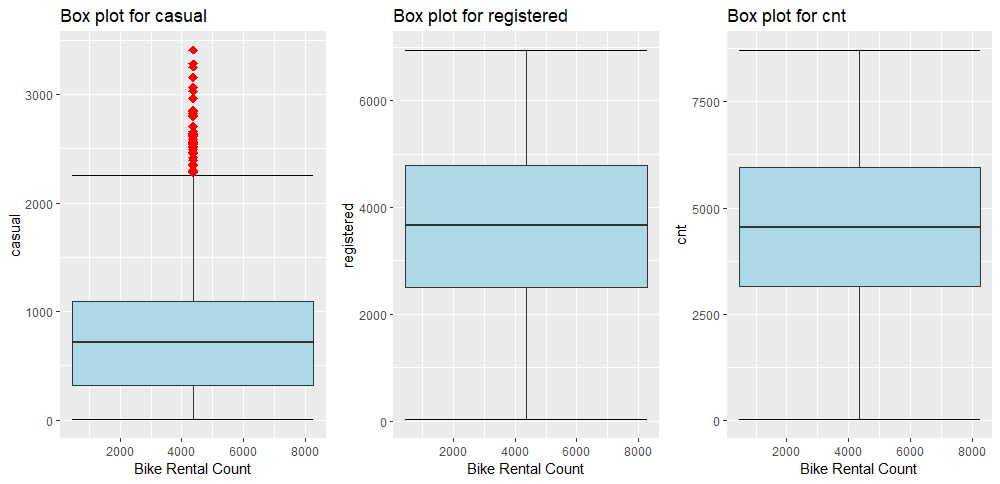 Box plot for casual
casual
3000
2000
1000
0
2000 4000 6000 8000
Bike Rental Count
Box plot for registered
registered
6000
4000
2000
0
2000 4000 6000 8000
Bike Rental Count
Box plot for cnt
cnt
7500
5000
2500
0
2000 4000 6000 8000
Bike Rental Count